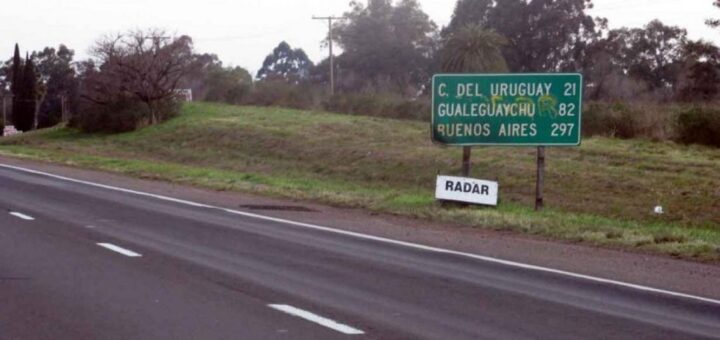 C. DEL URUGUAY 21
GUALEGUAYCHU 82
BUENOS AIRES 297
RADAR